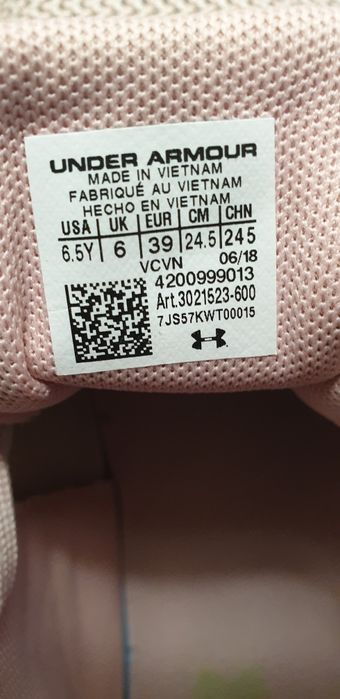 UNDER ARMOUR
MADE IN VIETNAM
FABRIQUÉ AU VIETNAM
HECHO EN VIETNAM
USA | UK | EUR | CM | CHN
6.5Y | 6 | 39 | 24.5 | 245
VCVN 06/18
4200999013
Art.3021523-600
7JS57KWT00015